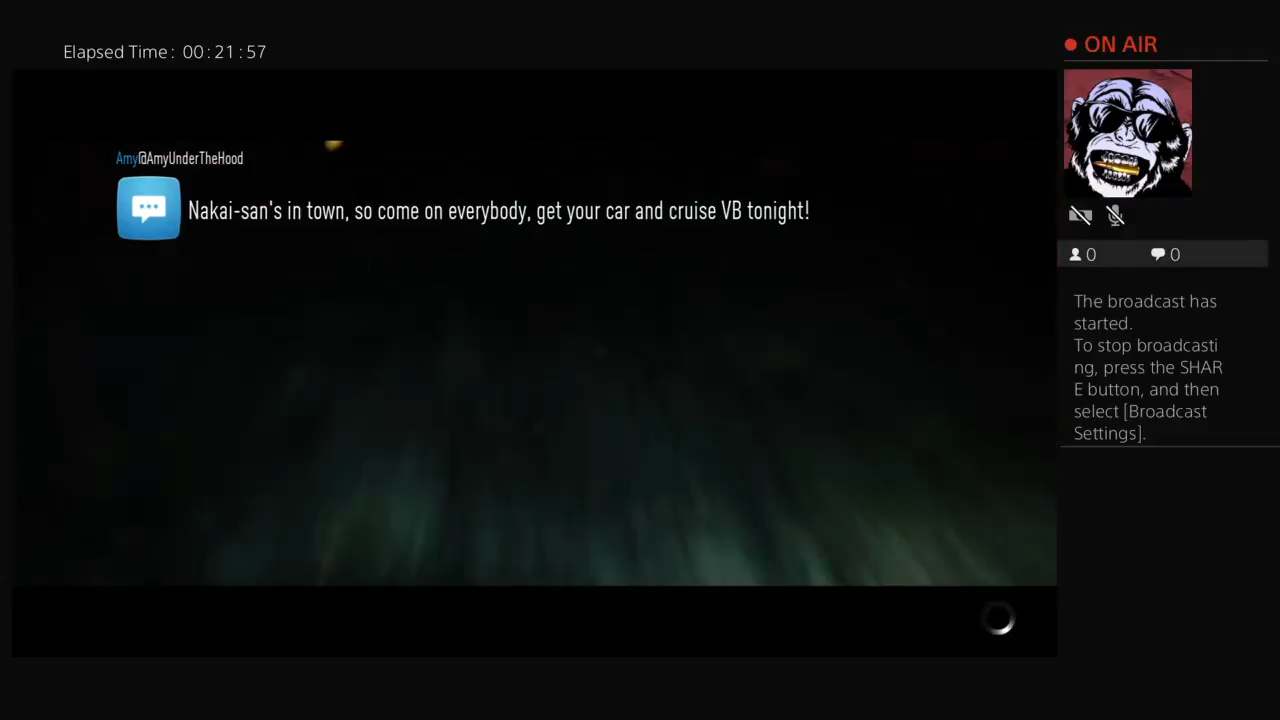 Elapsed Time: 00:21:57
ON AIR
Amy@AmyUnderTheHood
Nakai-san's in town, so come on everybody, get your car and cruise VB tonight!
0 0
The broadcast has
started.
To stop broadcasti
ng, press the SHAR
E button, and then
select [Broadcast
Settings].